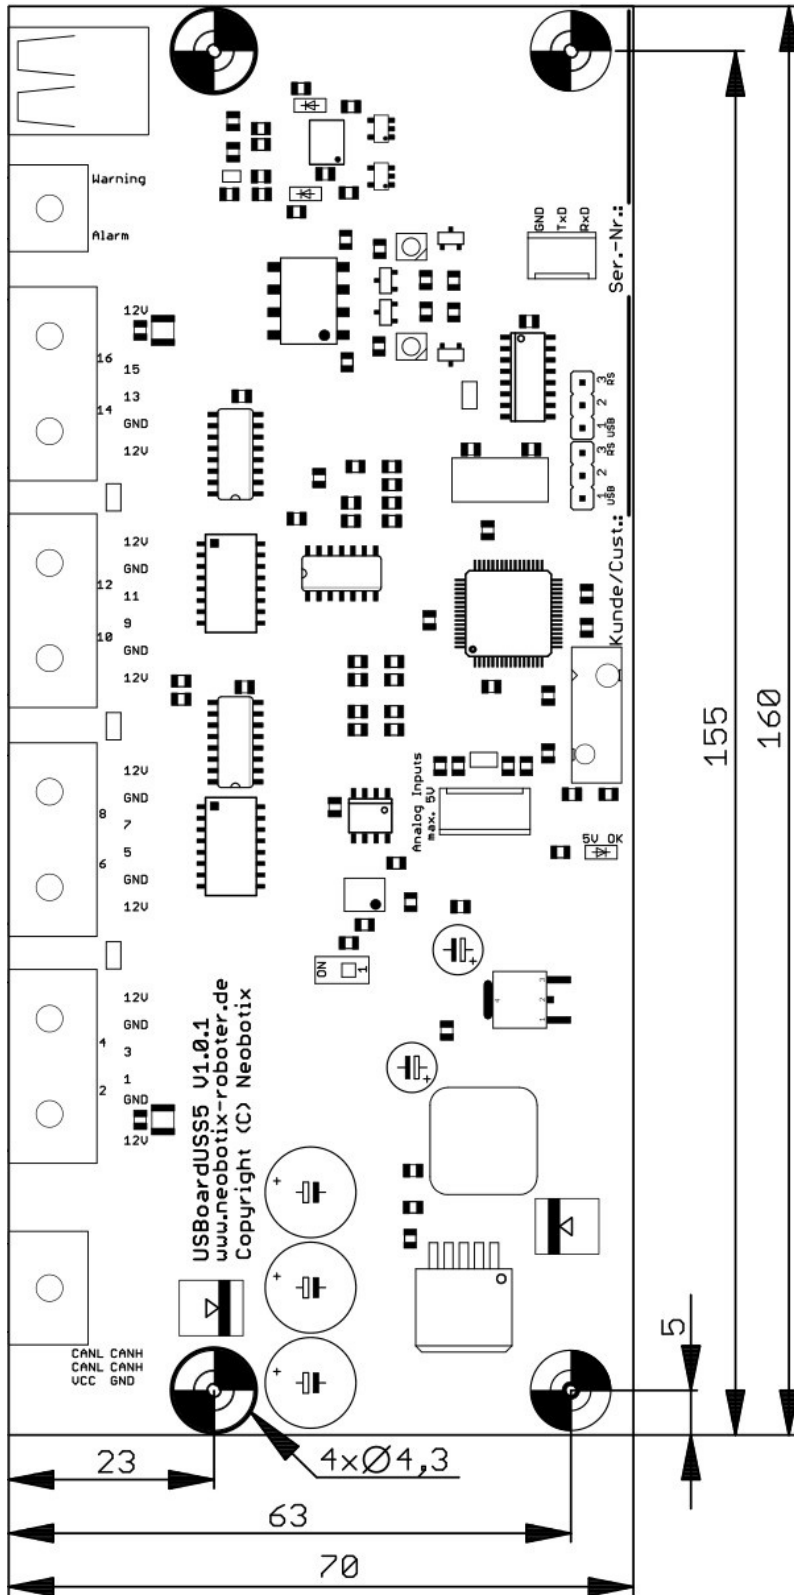 Warning
Alarm
GND
TxD
RxD
Ser.-Nr.:
12V
16
15
13
14
GND
12V
3 RS
2
1 USB
3 RS
2
1 USB
Kunde/Cust.:
12V
GND
12
11
9
10
GND
12V
12V
GND
8
7
5
6
GND
12V
Analog Inputs
max. 5V
5V OK
ON
1
12V
GND
4
3
1
2
GND
12V
4
3
2
1
USBoardUSS5 V1.0.1
www.neobotix-roboter.de
Copyright (C) Neobotix
+
+
+
+
+
CANL CANH
CANL CANH
VCC GND
155
160
5
4xØ4,3
23
63
70